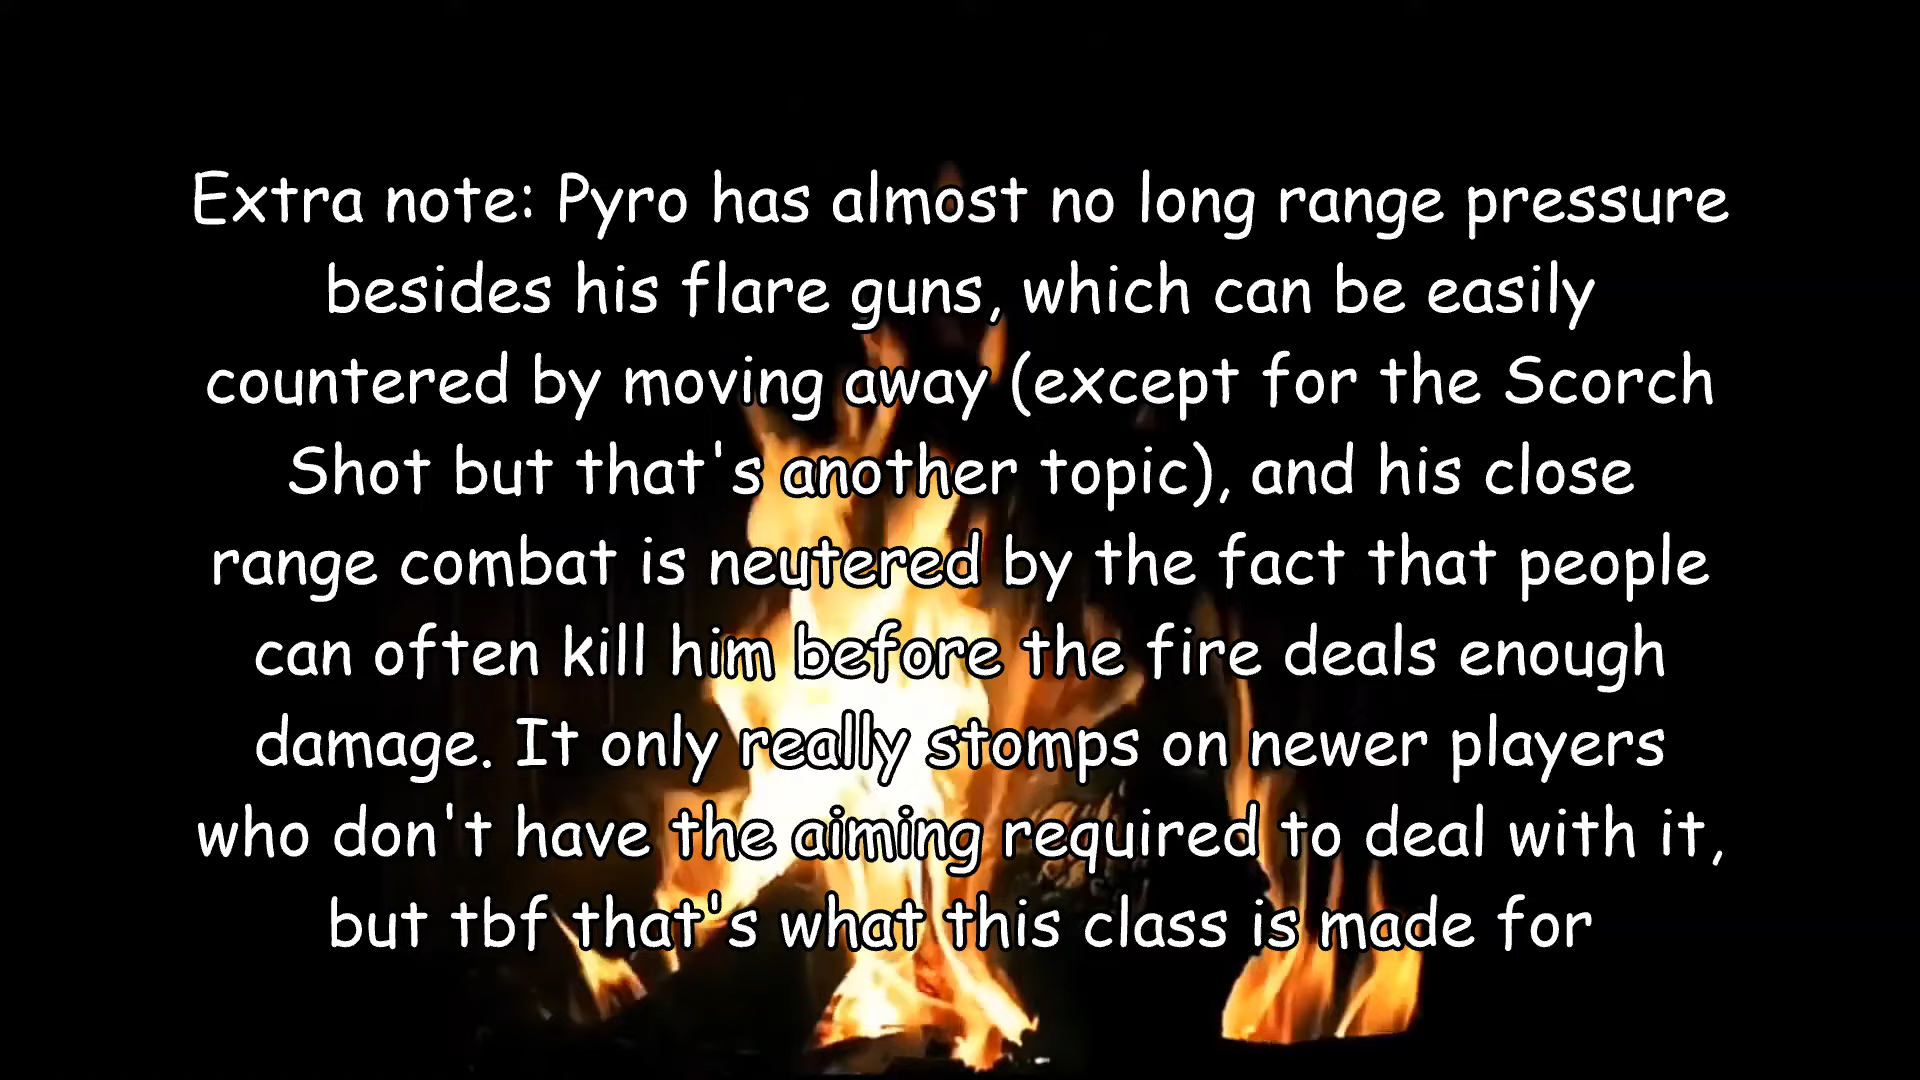 Extra note: Pyro has almost no long range pressure
besides his flare guns, which can be easily
countered by moving away (except for the Scorch
Shot but that's another topic), and his close
range combat is neutered by the fact that people
can often kill him before the fire deals enough
damage. It only really stomps on newer players
who don't have the aiming required to deal with it,
but tbf that's what this class is made for